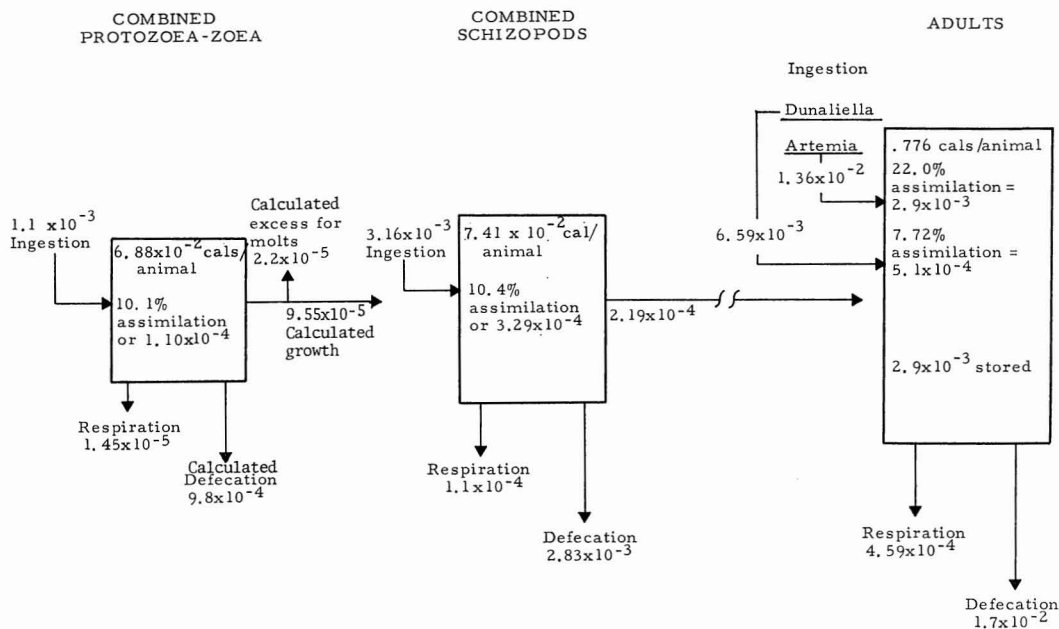 COMBINED
PROTOZOEA-ZOEA
1.1 x10⁻³
Ingestion
6.88x10⁻² cals/
animal
10.1%
assimilation
or 1.10x10⁻⁴
Calculated
excess for
molts
2.2x10⁻⁵
9.55x10⁻⁵
Calculated
growth
Respiration
1.45x10⁻⁵
Calculated
Defecation
9.8x10⁻⁴
COMBINED
SCHIZOPODS
3.16x10⁻³
Ingestion
7.41 x 10⁻² cal/
animal
10.4%
assimilation
or 3.29x10⁻⁴
2.19x10⁻⁴
Respiration
1.1x10⁻⁴
Defecation
2.83x10⁻³
ADULTS
Ingestion
Dunaliella
Artemia
1.36x10⁻²
6.59x10⁻³
.776 cals/animal
22.0%
assimilation =
2.9x10⁻³
7.72%
assimilation =
5.1x10⁻⁴
2.9x10⁻³ stored
Respiration
4.59x10⁻⁴
Defecation
1.7x10⁻²